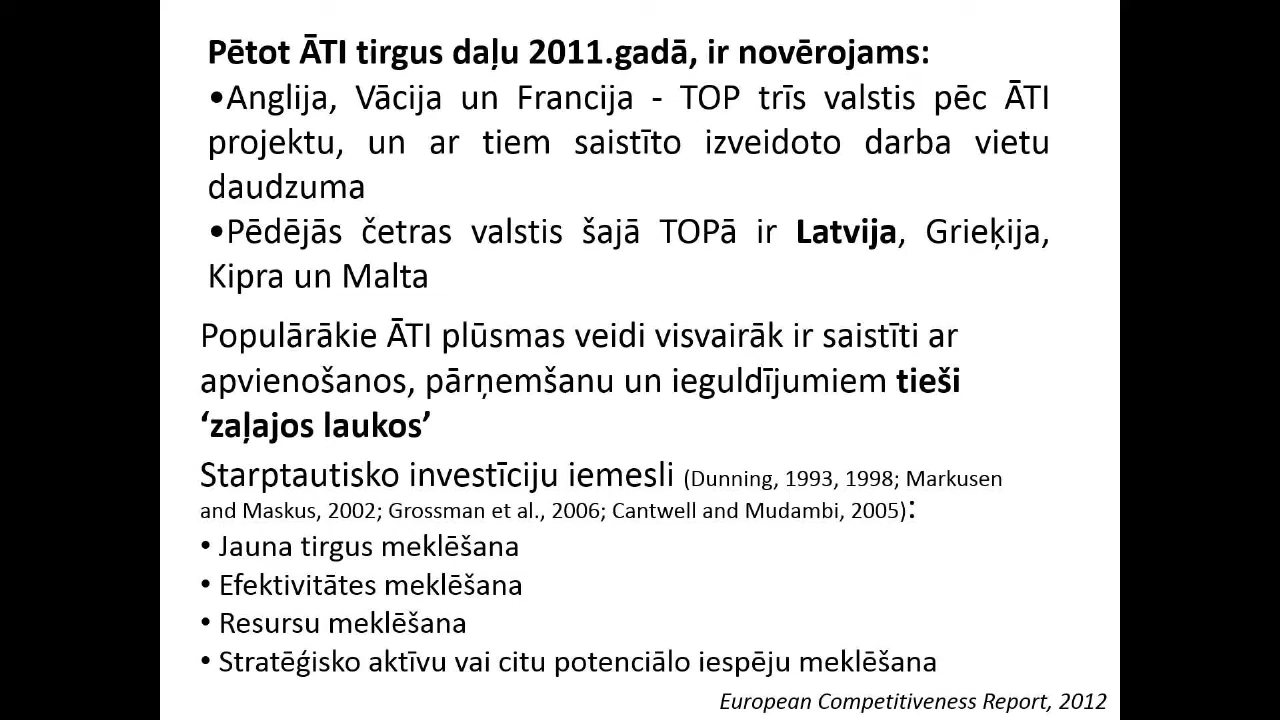 Pētot ĀTI tirgus daļu 2011.gadā, ir novērojams:
•Anglija, Vācija un Francija - TOP trīs valstis pēc ĀTI
projektu, un ar tiem saistīto izveidoto darba vietu
daudzuma
•Pēdējās četras valstis šajā TOPā ir Latvija, Grieķija,
Kipra un Malta
Populārākie ĀTI plūsmas veidi visvairāk ir saistīti ar
apvienošanos, pārņemšanu un ieguldījumiem tieši
‘zaļajos laukos’
Starptautisko investīciju iemesli (Dunning, 1993, 1998; Markusen
and Maskus, 2002; Grossman et al., 2006; Cantwell and Mudambi, 2005):
• Jauna tirgus meklēšana
• Efektivitātes meklēšana
• Resursu meklēšana
• Stratēģisko aktīvu vai citu potenciālo iespēju meklēšana
European Competitiveness Report, 2012